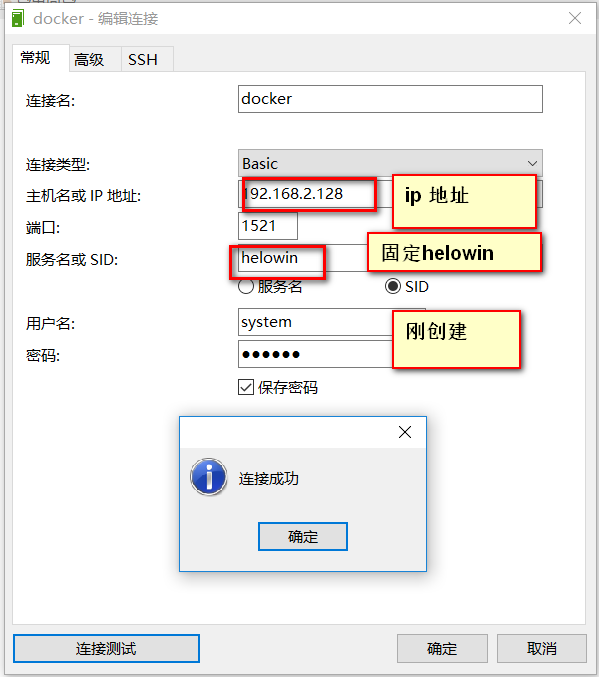 docker - 编辑连接
常规 高级 SSH
连接名: docker
连接类型: Basic
主机名或 IP 地址: 192.168.2.128 ip 地址
端口: 1521
服务名或 SID: helowin 固定helowin
服务名 SID
用户名: system 刚创建
密码: ●●●●●●
保存密码
连接成功
确定
连接测试 确定 取消